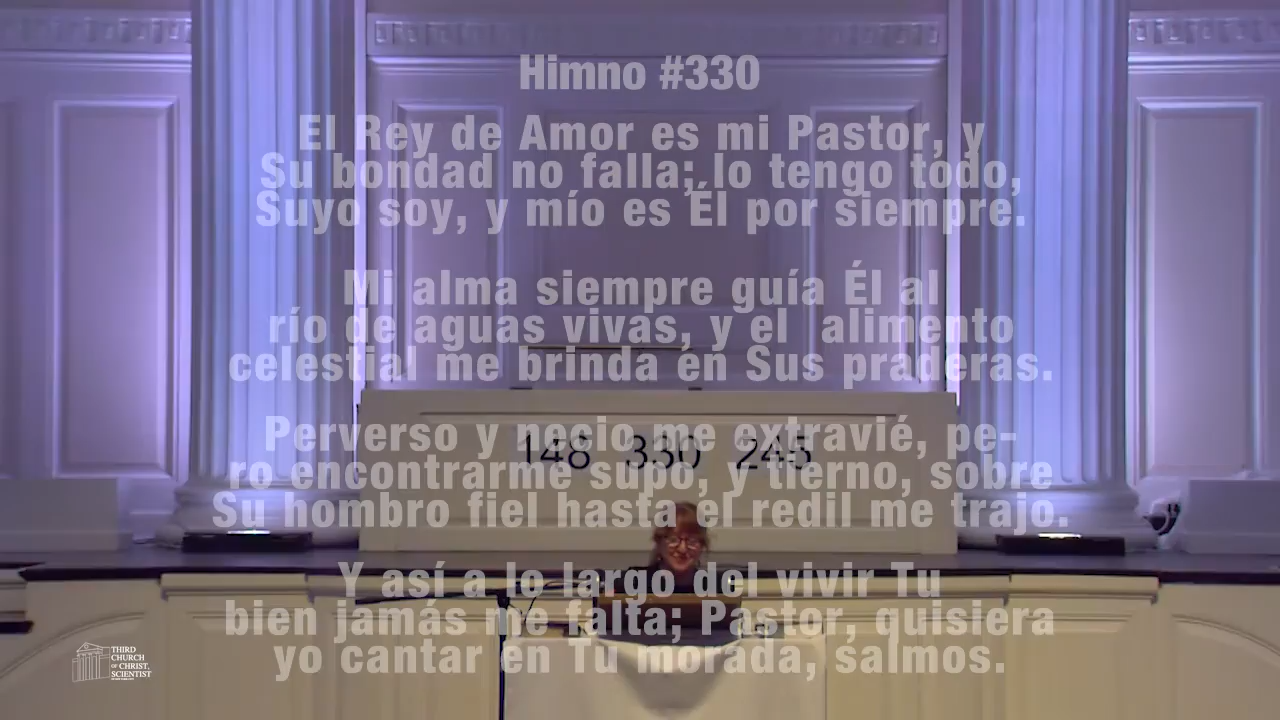 Himno #330
El Rey de Amor es mi Pastor, y
Su bondad no falla; lo tengo todo,
Suyo soy, y mío es Él por siempre.
Mi alma siempre guía Él al
río de aguas vivas, y el alimento
celestial me brinda en Sus praderas.
Perverso y necio me extravié, pe-
ro encontrarme supo, y tierno, sobre
Su hombro fiel hasta el redil me trajo.
Y así a lo largo del vivir Tu
bien jamás me falta; Pastor, quisiera
yo cantar en Tu morada, salmos.
148 330 245
THIRD
CHURCH
OF CHRIST,
SCIENTIST